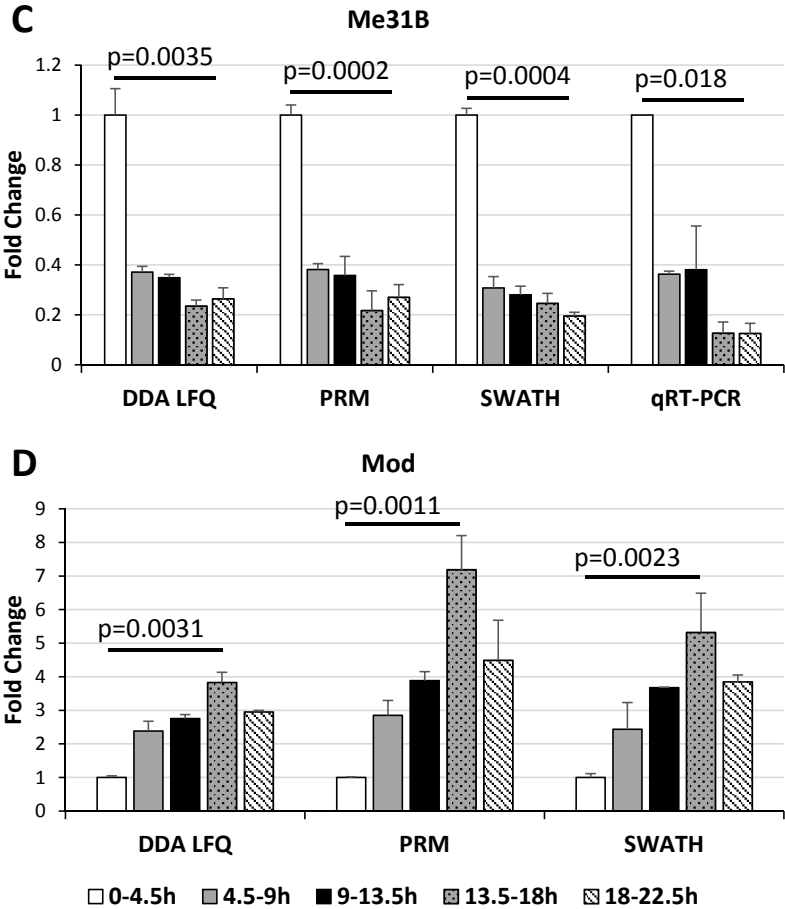 C
Me31B
p=0.0035
p=0.0002
p=0.0004
p=0.018
Fold Change
1.2
1
0.8
0.6
0.4
0.2
0
DDA LFQ PRM SWATH qRT-PCR
D
Mod
p=0.0031
p=0.0011
p=0.0023
Fold Change
9
8
7
6
5
4
3
2
1
0
DDA LFQ PRM SWATH
0-4.5h 4.5-9h 9-13.5h 13.5-18h 18-22.5h